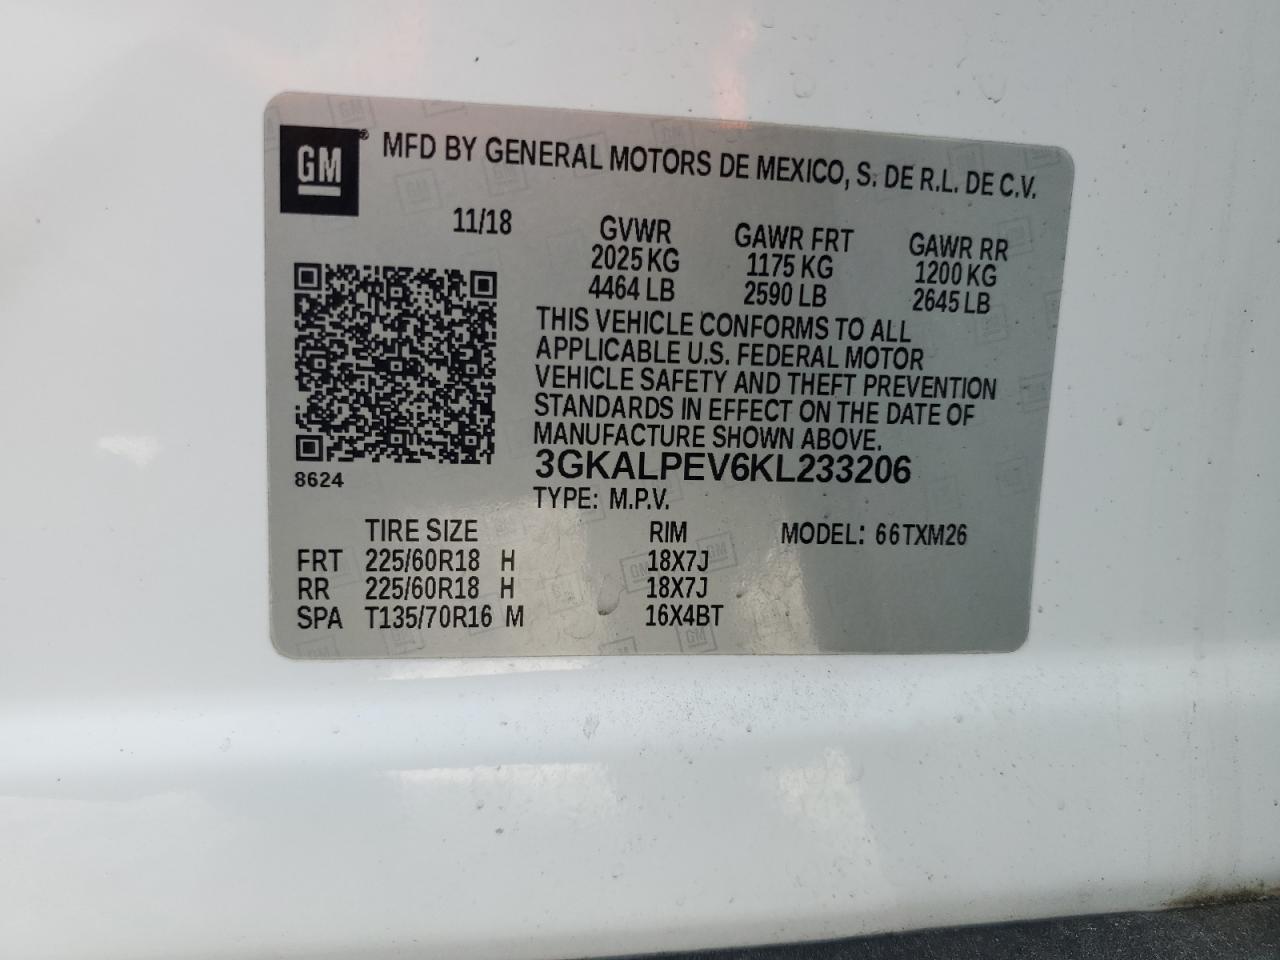 GM® MFD BY GENERAL MOTORS DE MEXICO, S. DE R.L. DE C.V.
11/18 GVWR GAWR FRT GAWR RR
2025 KG 1175 KG 1200 KG
4464 LB 2590 LB 2645 LB
THIS VEHICLE CONFORMS TO ALL
APPLICABLE U.S. FEDERAL MOTOR
VEHICLE SAFETY AND THEFT PREVENTION
STANDARDS IN EFFECT ON THE DATE OF
MANUFACTURE SHOWN ABOVE.
3GKALPEV6KL233206
8624
TYPE: M.P.V.
TIRE SIZE RIM MODEL: 66TXM26
FRT 225/60R18 H 18X7J
RR 225/60R18 H 18X7J
SPA T135/70R16 M 16X4BT